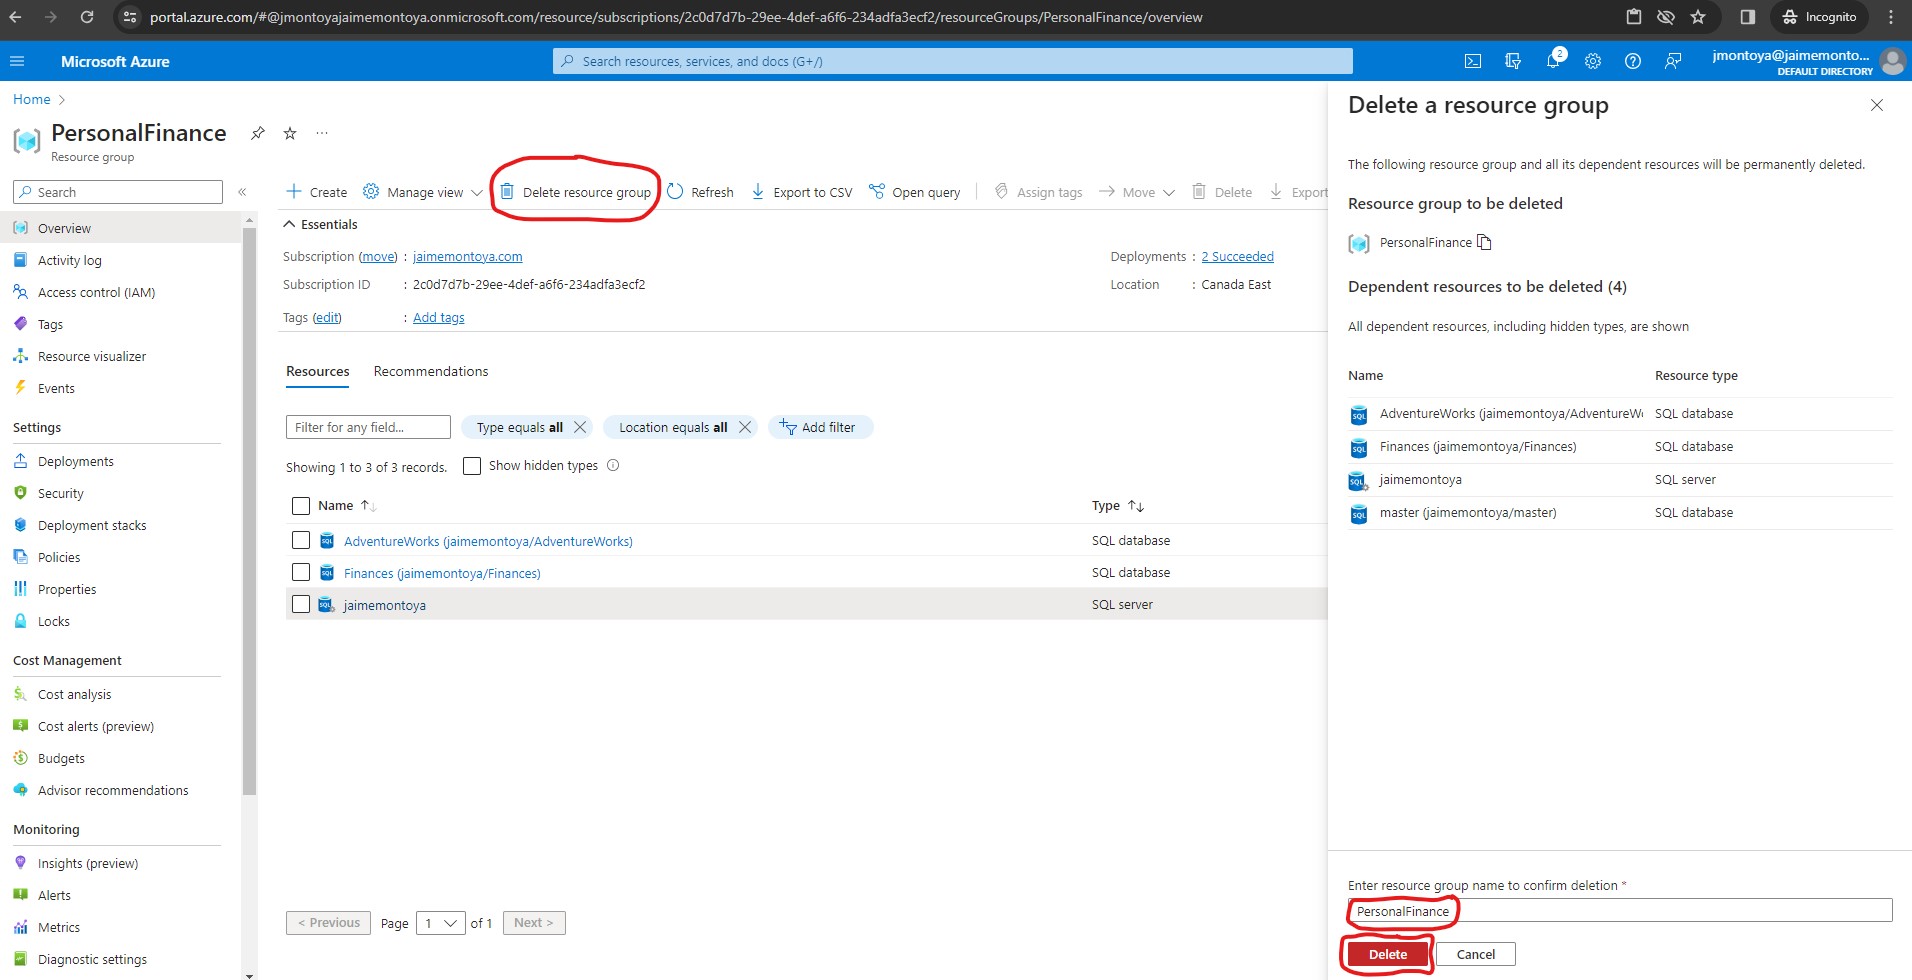 portal.azure.com/#@jmontoyajaimemontoya.onmicrosoft.com/resource/subscriptions/2c0d7d7b-29ee-4def-a6f6-234adfa3ecf2/resourceGroups/PersonalFinance/overview
Incognito
Microsoft Azure
Search resources, services, and docs (G+/)
2
jmontoya@jaimemonto...
DEFAULT DIRECTORY
Home
PersonalFinance
Resource group
Search
Overview
Activity log
Access control (IAM)
Tags
Resource visualizer
Events
Settings
Deployments
Security
Deployment stacks
Policies
Properties
Locks
Cost Management
Cost analysis
Cost alerts (preview)
Budgets
Advisor recommendations
Monitoring
Insights (preview)
Alerts
Metrics
Diagnostic settings
Create Manage view Delete resource group Refresh Export to CSV Open query Assign tags Move Delete Export
Essentials
Subscription (move) : jaimemontoya.com
Subscription ID : 2c0d7d7b-29ee-4def-a6f6-234adfa3ecf2
Tags (edit) : Add tags
Deployments : 2 Succeeded
Location : Canada East
Resources Recommendations
Filter for any field... Type equals all Location equals all Add filter
Showing 1 to 3 of 3 records. Show hidden types
Name Type
AdventureWorks (jaimemontoya/AdventureWorks) SQL database
Finances (jaimemontoya/Finances) SQL database
jaimemontoya SQL server
< Previous Page 1 of 1 Next >
Delete a resource group
The following resource group and all its dependent resources will be permanently deleted.
Resource group to be deleted
PersonalFinance
Dependent resources to be deleted (4)
All dependent resources, including hidden types, are shown
Name Resource type
AdventureWorks (jaimemontoya/AdventureW SQL database
Finances (jaimemontoya/Finances) SQL database
jaimemontoya SQL server
master (jaimemontoya/master) SQL database
Enter resource group name to confirm deletion *
PersonalFinance
Delete Cancel